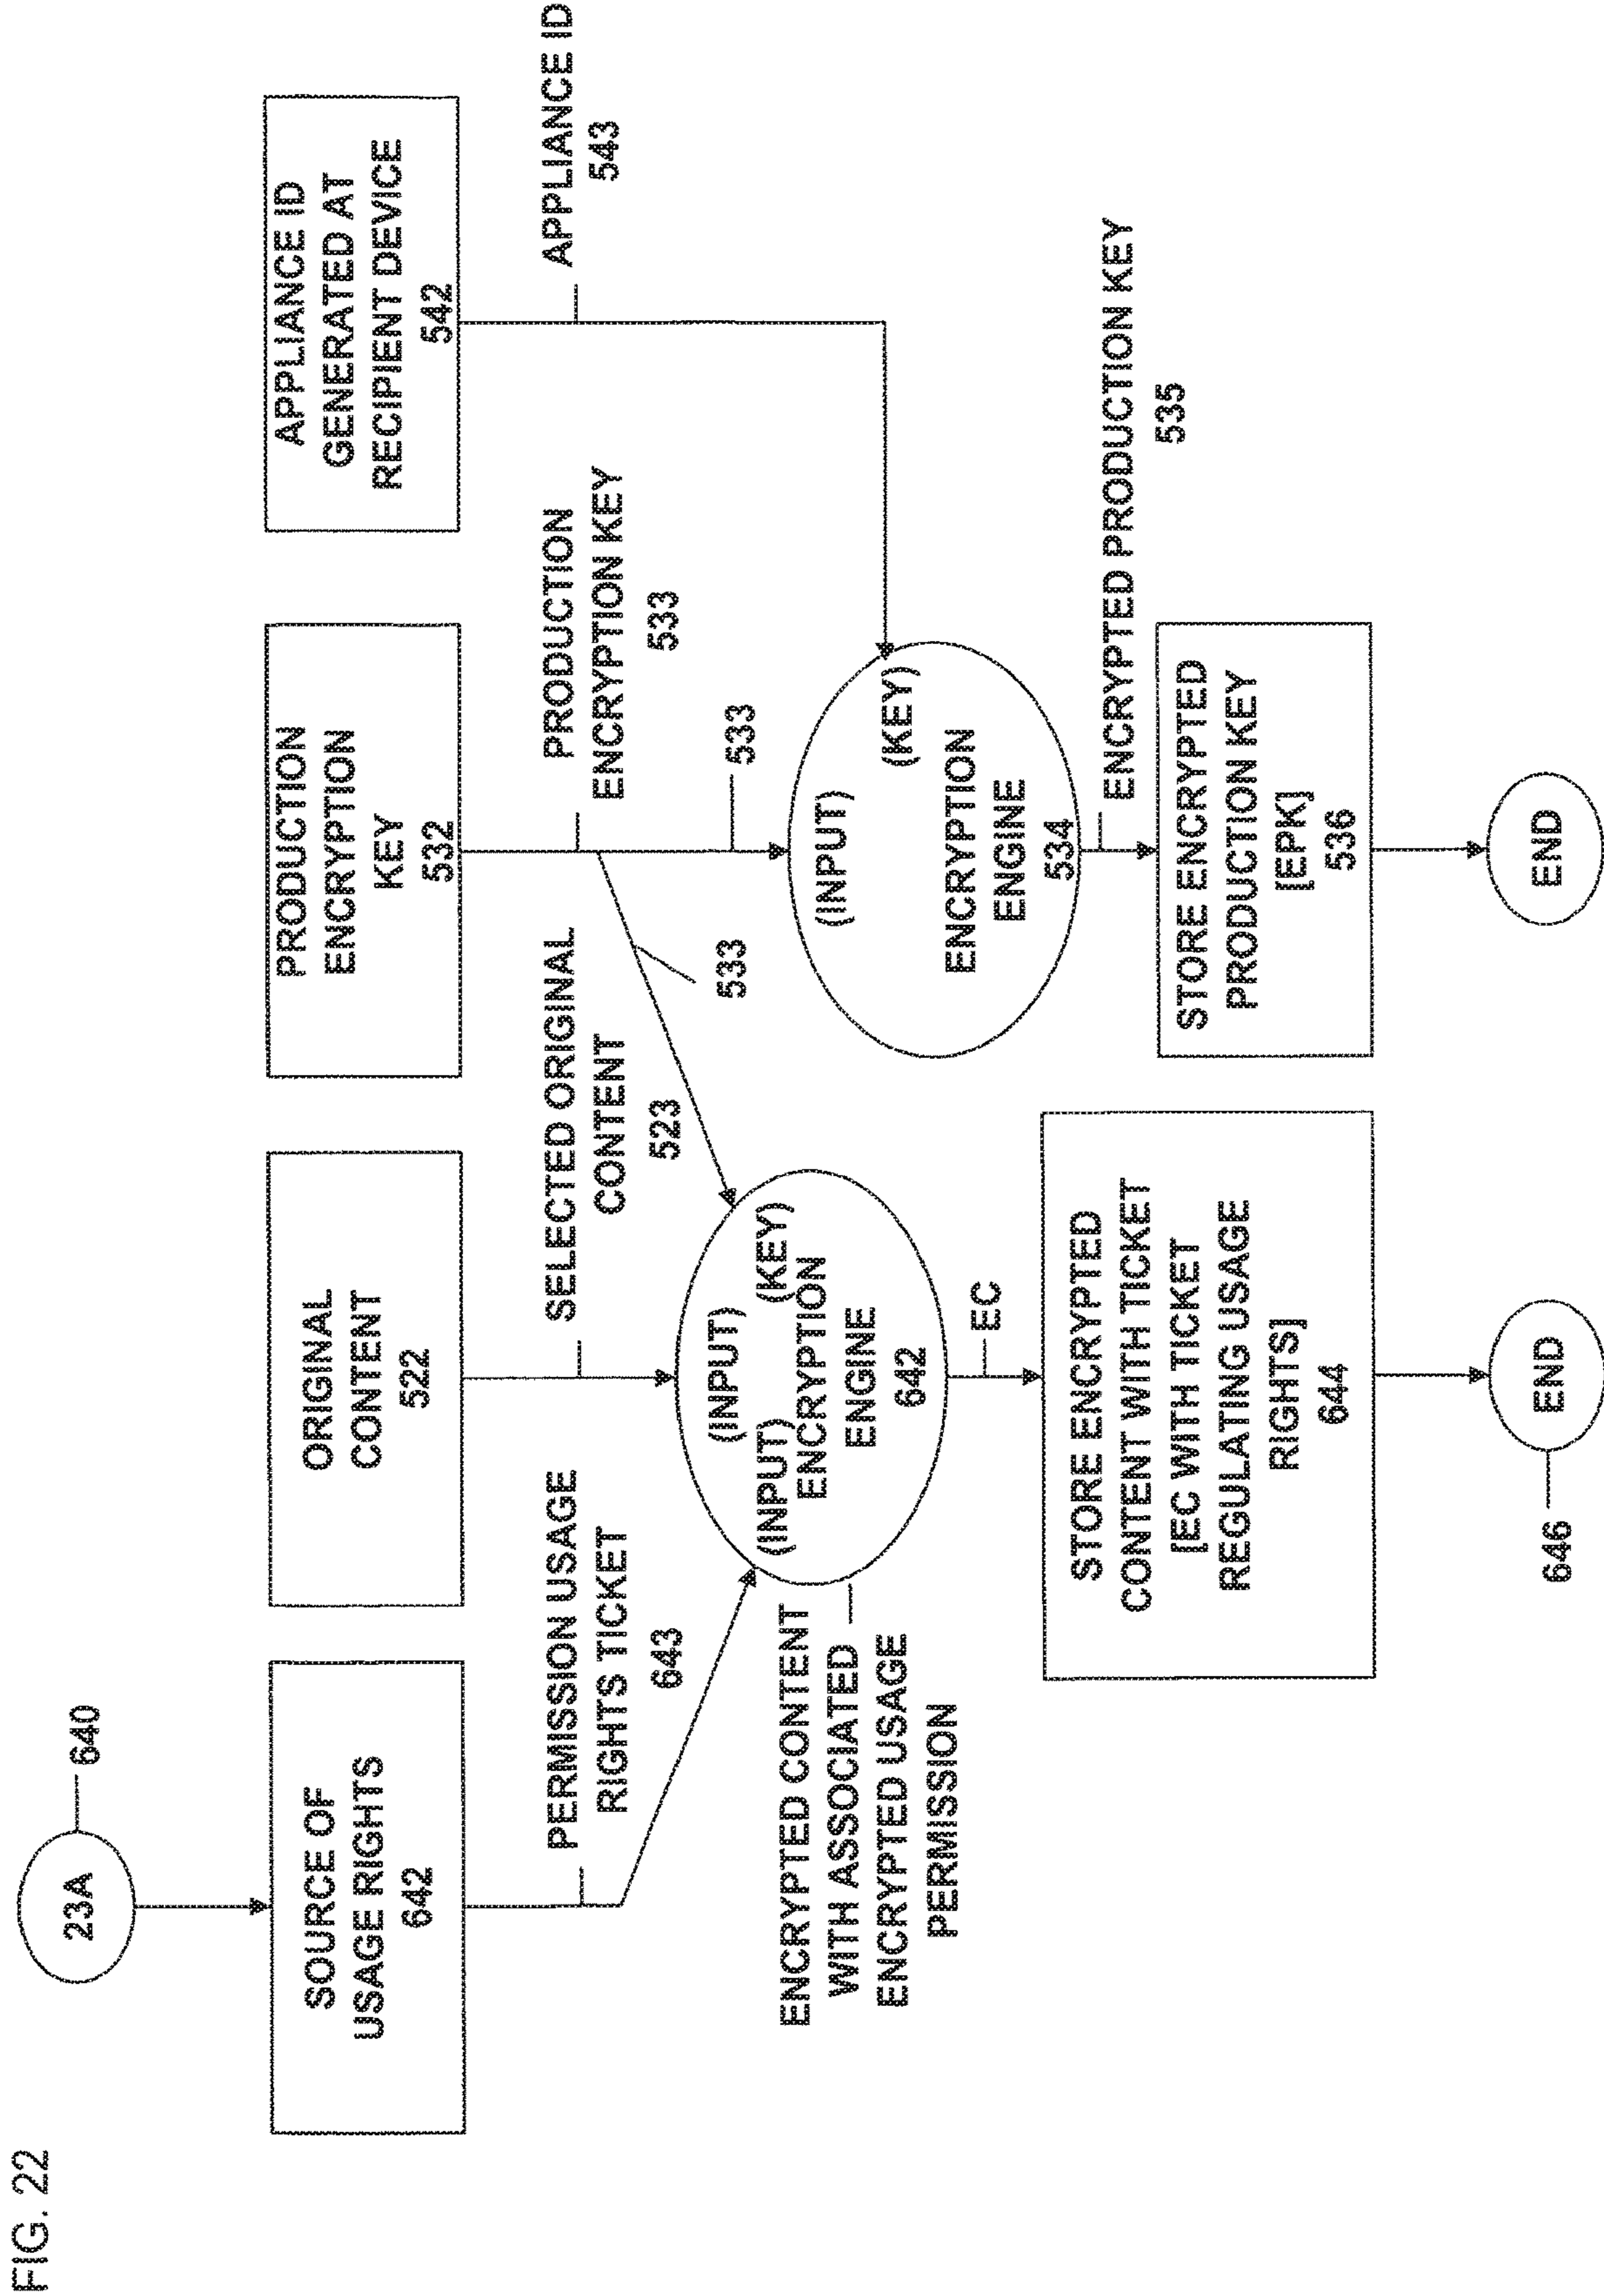 FIG. 22
23A
640
SOURCE OF
USAGE RIGHTS
642
ORIGINAL
CONTENT
522
PRODUCTION
ENCRYPTION
KEY
532
APPLIANCE ID
GENERATED AT
RECIPIENT DEVICE
542
PERMISSION USAGE
RIGHTS TICKET
643
SELECTED ORIGINAL
CONTENT
523
PRODUCTION
ENCRYPTION KEY
533
APPLIANCE ID
543
533
533
(INPUT)
(INPUT)
(KEY)
ENCRYPTION
ENGINE
642
(INPUT)
(KEY)
ENCRYPTION
ENGINE
534
ENCRYPTED CONTENT
WITH ASSOCIATED
ENCRYPTED USAGE
PERMISSION
EC
ENCRYPTED PRODUCTION KEY
535
STORE ENCRYPTED
CONTENT WITH TICKET
[EC WITH TICKET
REGULATING USAGE
RIGHTS]
644
STORE ENCRYPTED
PRODUCTION KEY
[EPK]
536
646
END
END